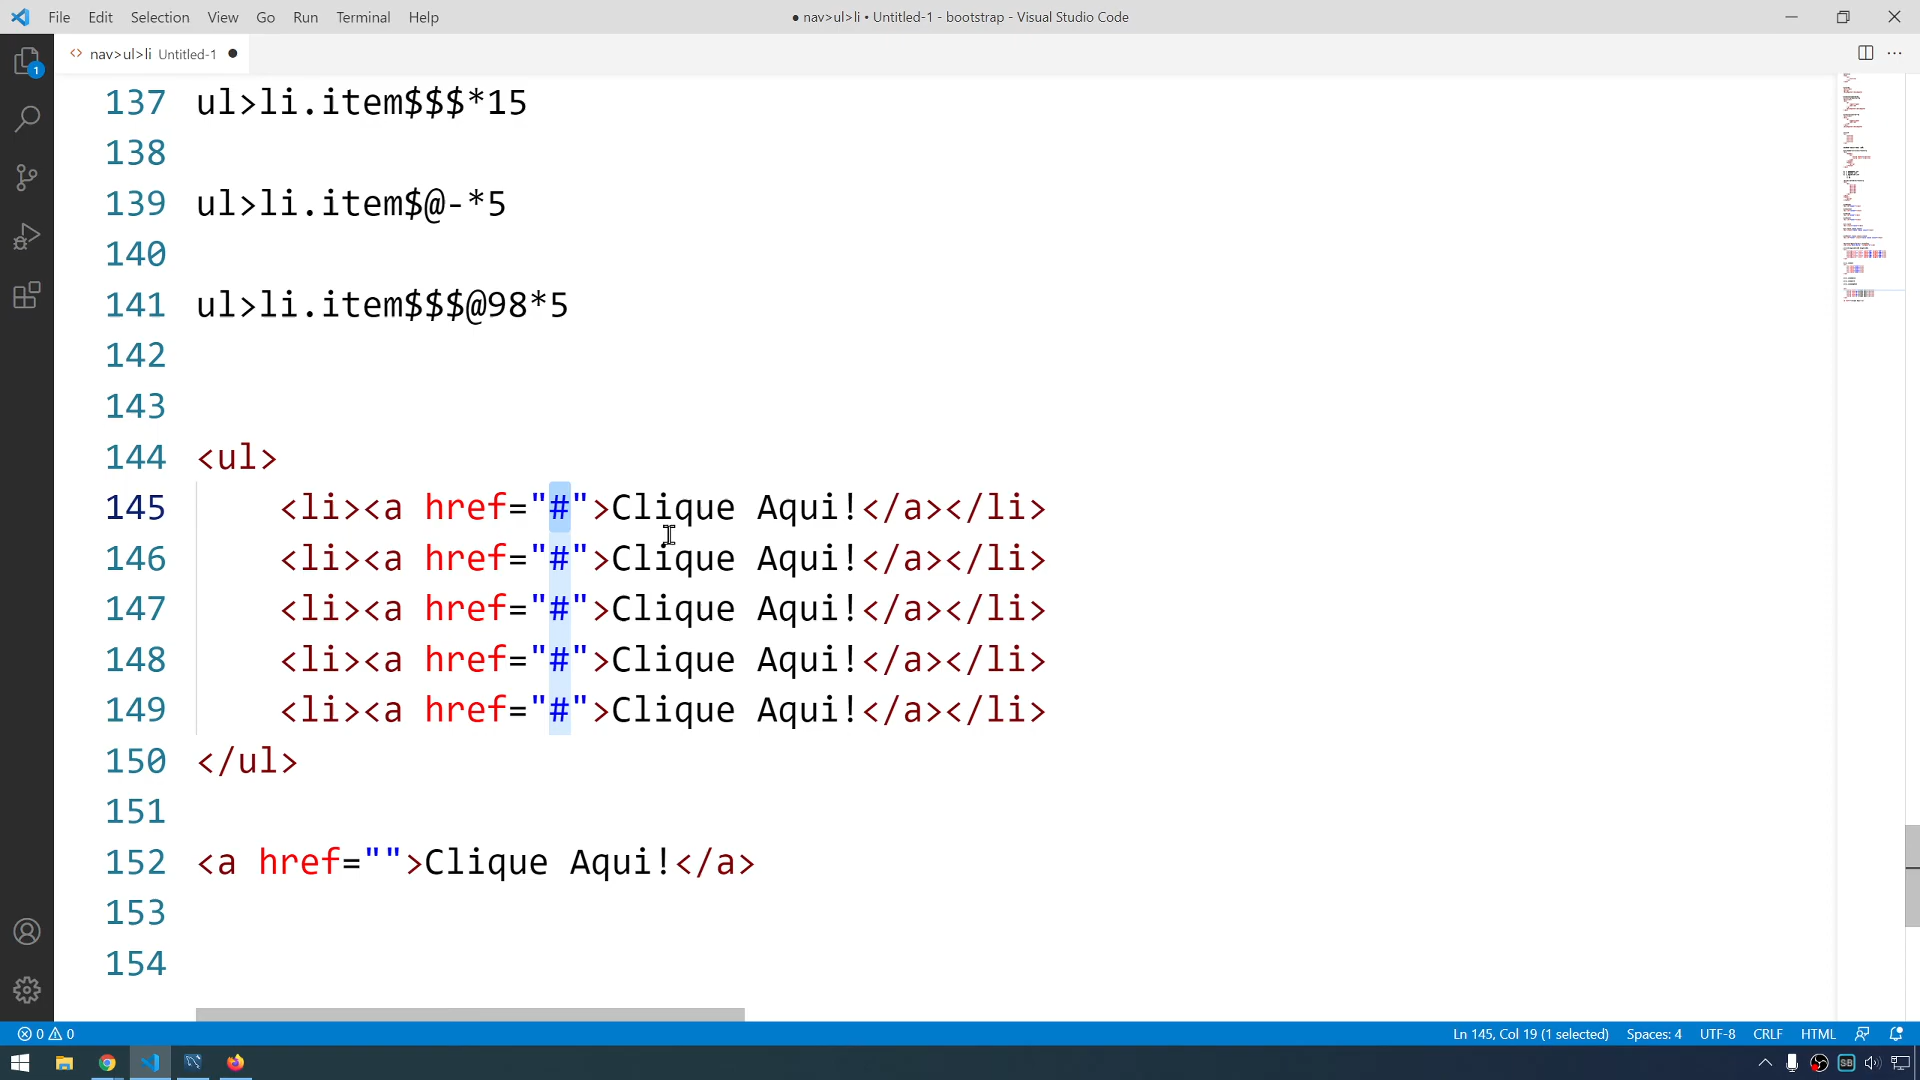 File Edit Selection View Go Run Terminal Help
● nav>ul>li • Untitled-1 - bootstrap - Visual Studio Code
nav>ul>li Untitled-1 ●
1
137 ul>li.item$$$*15
138
139 ul>li.item$@-*5
140
141 ul>li.item$$$@98*5
142
143
144 <ul>
145 <li><a href="#">Clique Aqui!</a></li>
146 <li><a href="#">Clique Aqui!</a></li>
147 <li><a href="#">Clique Aqui!</a></li>
148 <li><a href="#">Clique Aqui!</a></li>
149 <li><a href="#">Clique Aqui!</a></li>
150 </ul>
151
152 <a href="">Clique Aqui!</a>
153
154
0 0 Ln 145, Col 19 (1 selected) Spaces: 4 UTF-8 CRLF HTML
SB